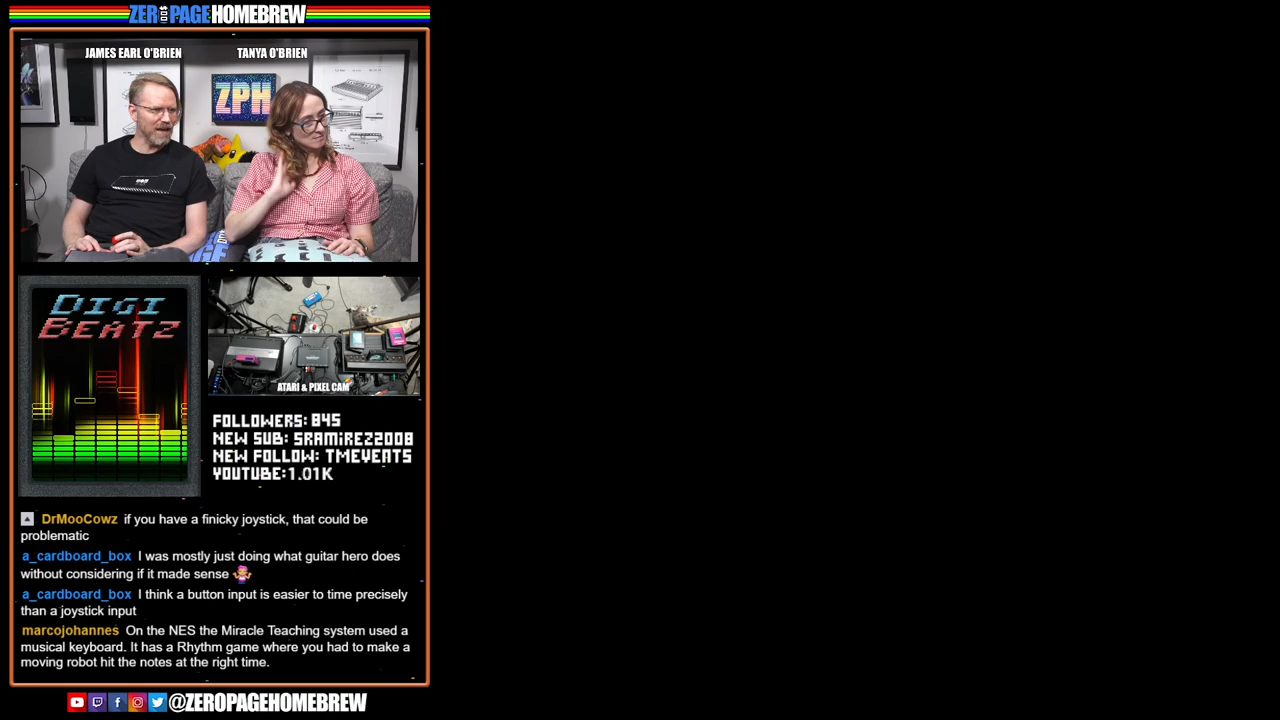 ZEROPAGEHOMEBREW
JAMES EARL O'BRIEN
TANYA O'BRIEN
ZPH
DIGI
BEATZ
ATARI & PIXEL CAM
FOLLOWERS: 845
NEW SUB: SRAMIREZ2008
NEW FOLLOW: TMEYEATS
YOUTUBE:1.01K
DrMooCowz if you have a finicky joystick, that could be
problematic
a_cardboard_box I was mostly just doing what guitar hero does
without considering if it made sense
a_cardboard_box I think a button input is easier to time precisely
than a joystick input
marcojohannes On the NES the Miracle Teaching system used a
musical keyboard. It has a Rhythm game where you had to make a
moving robot hit the notes at the right time.
@ZEROPAGEHOMEBREW